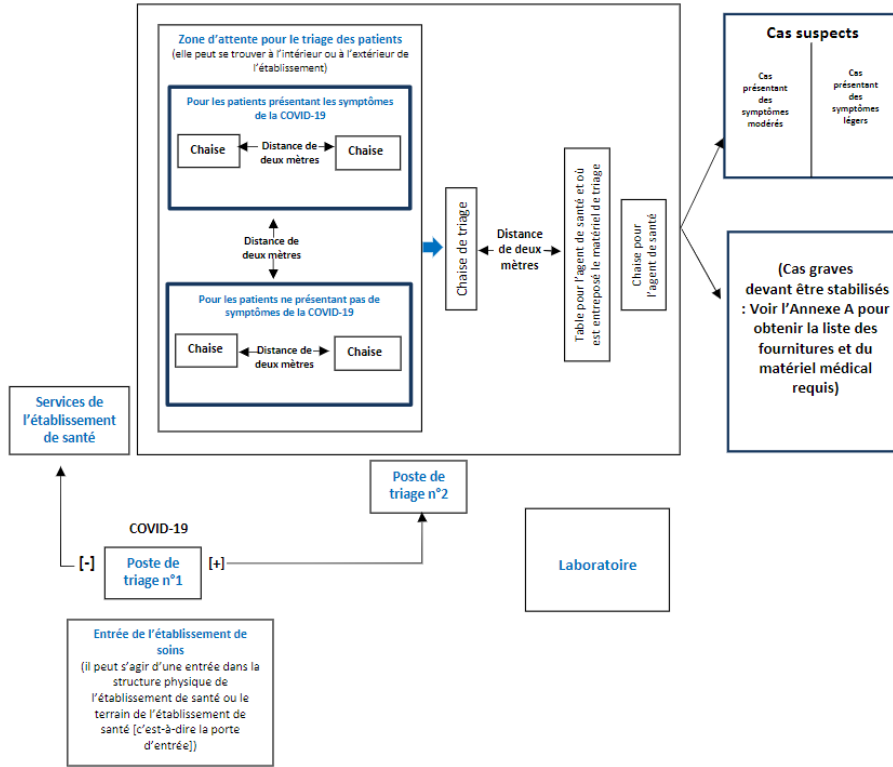 Zone d'attente pour le triage des patients
(elle peut se trouver à l'intérieur ou à l'extérieur de
l'établissement)
Pour les patients présentant les symptômes
de la COVID-19
Chaise
Distance de
deux mètres
Chaise
Distance de
deux mètres
Pour les patients ne présentant pas de
symptômes de la COVID-19
Chaise
Distance de
deux mètres
Chaise
Chaise de triage
Distance
de deux
mètres
Table pour l'agent de santé et où
est entreposé le matériel de triage
Chaise pour
l'agent de santé
Cas suspects
Cas
présentant
des
symptômes
modérés
Cas
présentant
des
symptômes
légers
(Cas graves
devant être stabilisés
: Voir l'Annexe A pour
obtenir la liste des
fournitures et du
matériel médical
requis)
Services de
l'établissement
de santé
Poste de
triage n°2
COVID-19
[-]
Poste de
triage n°1
[+]
Laboratoire
Entrée de l'établissement de
soins
(il peut s'agir d'une entrée dans la
structure physique de
l'établissement de santé ou le
terrain de l'établissement de
santé [c'est-à-dire la porte
d'entrée])